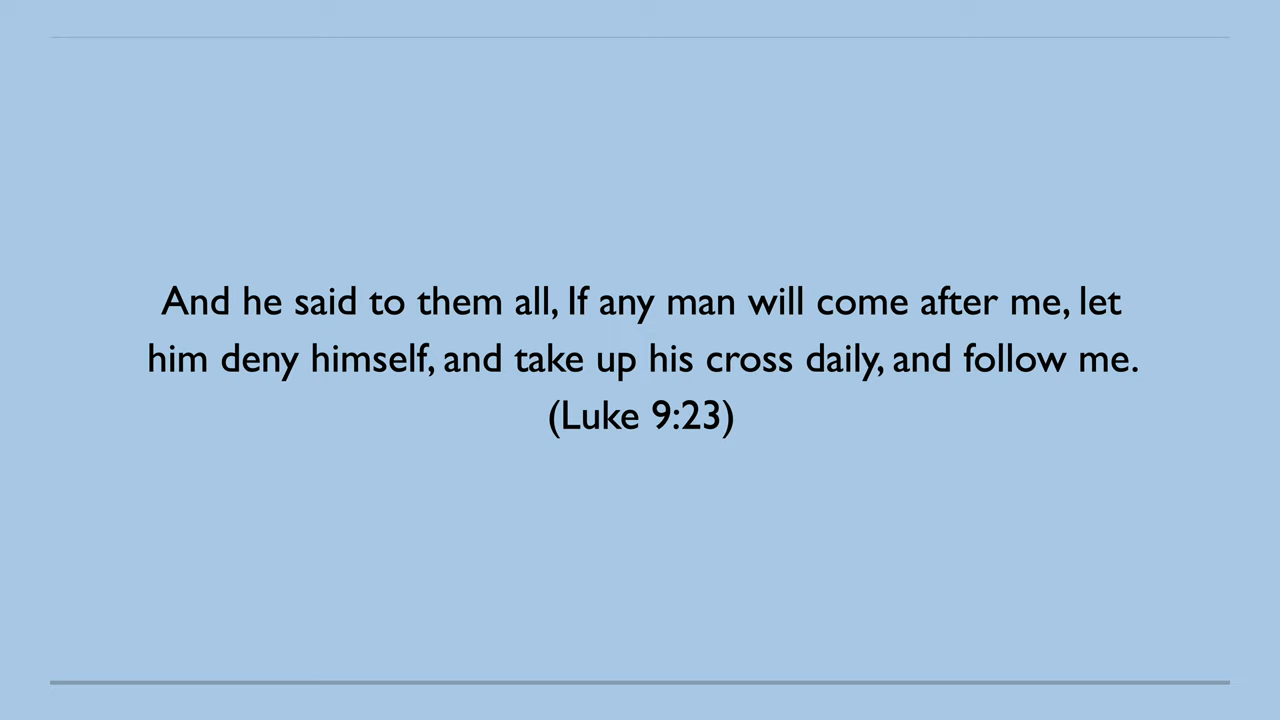 And he said to them all, If any man will come after me, let
him deny himself, and take up his cross daily, and follow me.
(Luke 9:23)